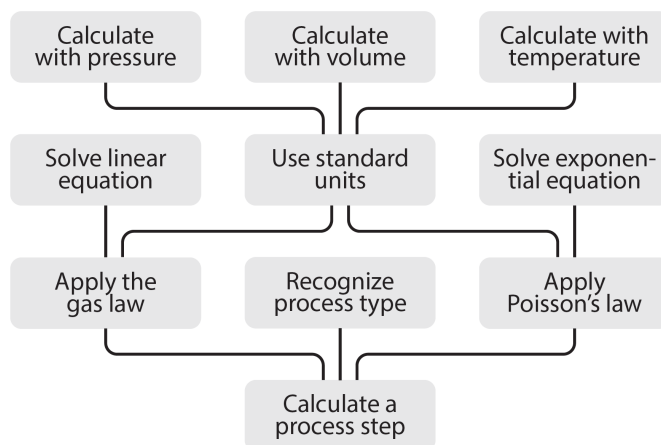 Calculate
with pressure
Calculate
with volume
Calculate with
temperature
Solve linear
equation
Use standard
units
Solve exponen-
tial equation
Apply the
gas law
Recognize
process type
Apply
Poisson's law
Calculate a
process step